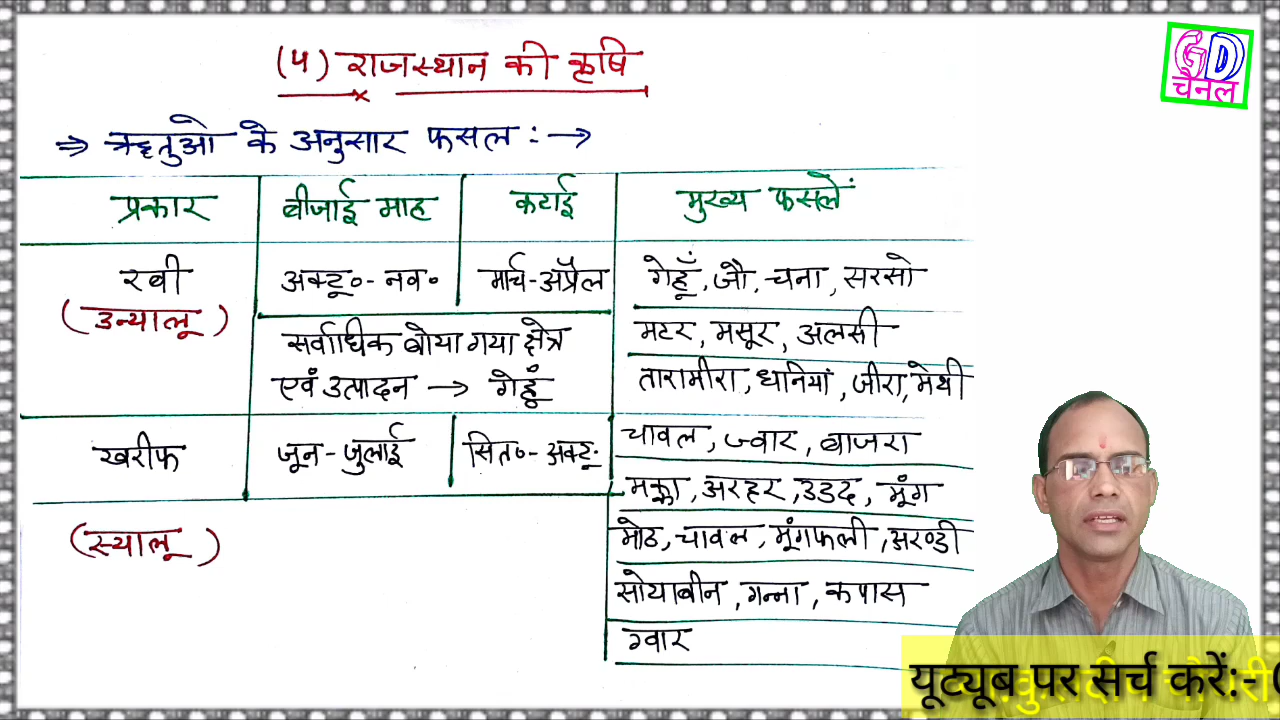 (५) राजस्थान की कृषि
GD
चैनल
⇒ ऋतुओ के अनुसार फसल :→
प्रकार बीजाई माह कटाई मुख्य फसलें
रबी अक्टू०-नव० मार्च-अप्रैल गेहूँ, जौ, चना, सरसो
(उन्यालू)
सर्वाधिक बोया गया क्षेत्र मटर, मसूर, अलसी
एवं उत्पादन → गेहूं तारामीरा, धनियां, जीरा, मेथी
खरीफ जून-जुलाई सित०-अक्टू. चावल, ज्वार, बाजरा
मक्का, अरहर, उडद, मूंग
(स्यालू) मोठ, चावल, मूंगफली, अरण्डी
सोयाबीन, गन्ना, कपास
ग्वार
यूट्यूब पर सर्च करें:-